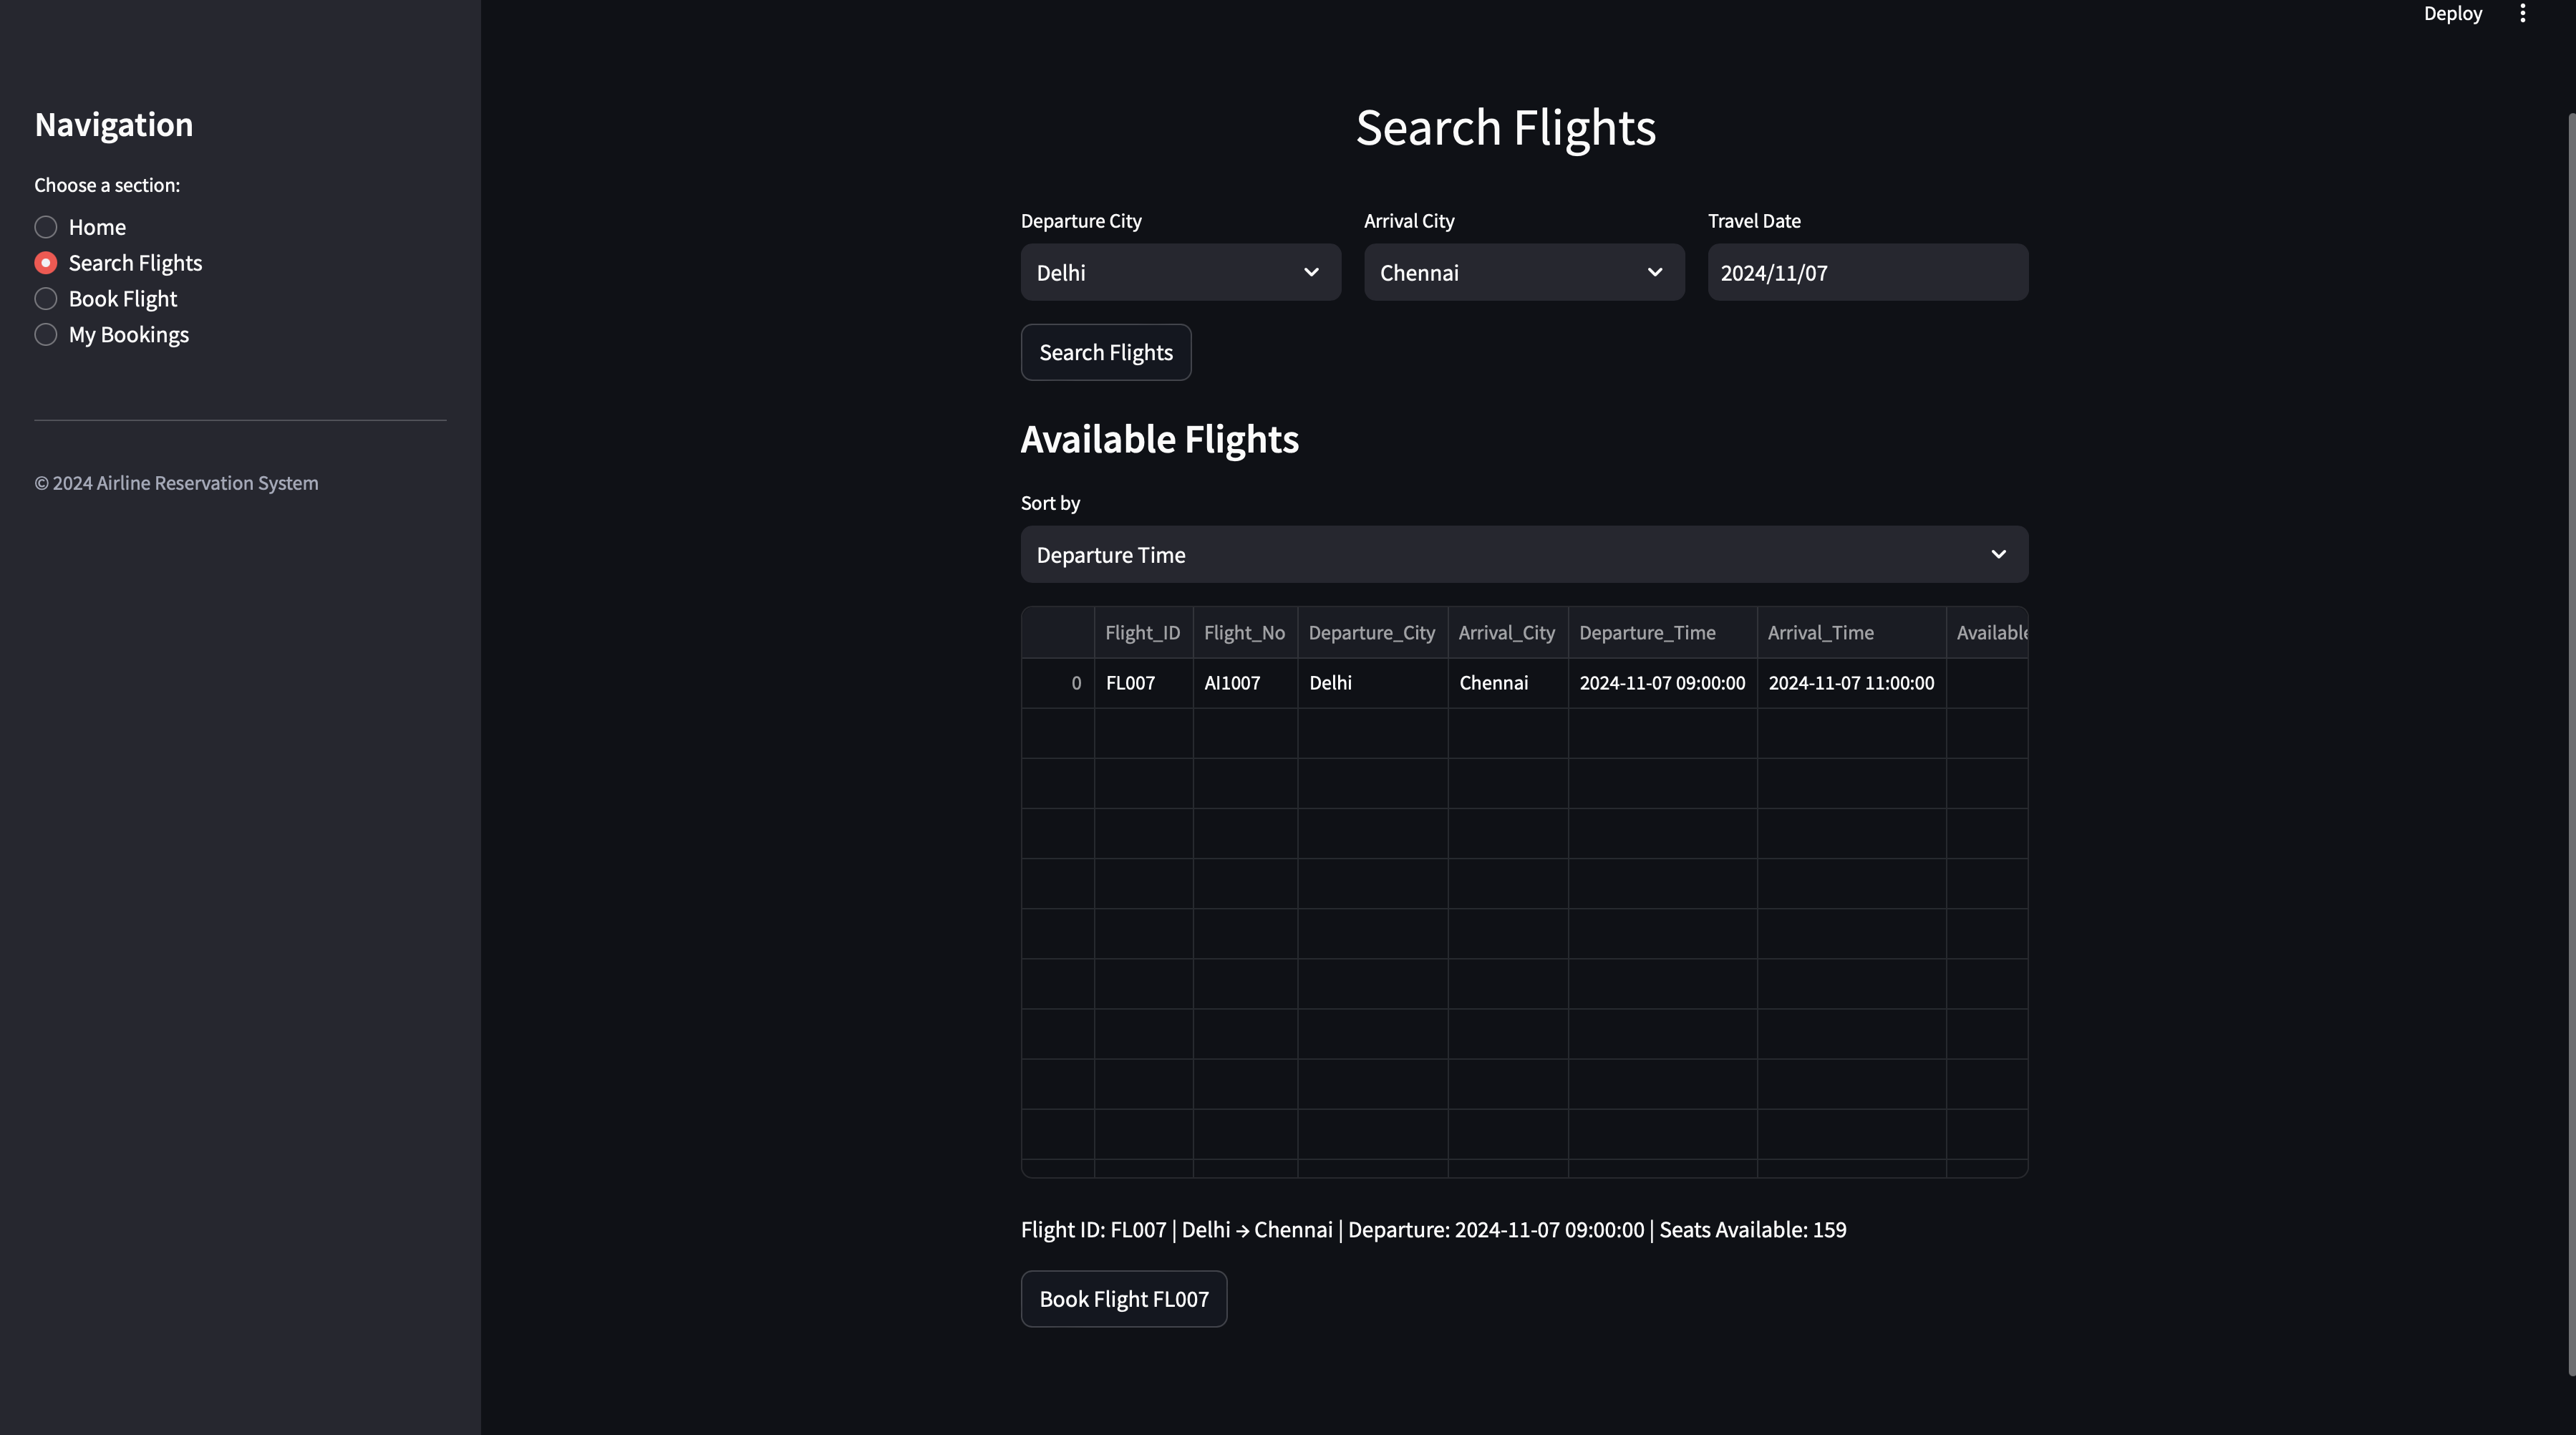 Deploy
Navigation
Choose a section:
Home
Search Flights
Book Flight
My Bookings
© 2024 Airline Reservation System
Search Flights
Departure City Arrival City Travel Date
Delhi Chennai 2024/11/07
Search Flights
Available Flights
Sort by
Departure Time
Flight_ID Flight_No Departure_City Arrival_City Departure_Time Arrival_Time Available
0 FL007 AI1007 Delhi Chennai 2024-11-07 09:00:00 2024-11-07 11:00:00
Flight ID: FL007 | Delhi → Chennai | Departure: 2024-11-07 09:00:00 | Seats Available: 159
Book Flight FL007